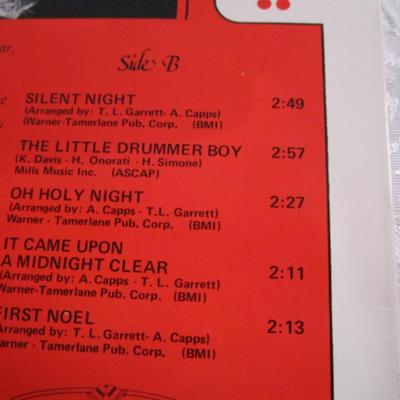 ar.
Side B
SILENT NIGHT 2:49
(Arranged by: T. L. Garrett- A. Capps)
(Warner-Tamerlane Pub. Corp. (BMI)
THE LITTLE DRUMMER BOY 2:57
(K. Davis - H. Onorati - H. Simone)
Mills Music Inc. (ASCAP)
OH HOLY NIGHT 2:27
(Arranged by: A. Capps - T.L. Garrett)
Warner - Tamerlane Pub. Corp. (BMI)
IT CAME UPON
A MIDNIGHT CLEAR 2:11
(Arranged by: A. Capps - T. L. Garrett)
Warner-Tamerlane Pub. Corp. (BMI)
FIRST NOEL 2:13
Arranged by: T. L. Garrett- A. Capps)
arner - Tamerlane Pub. Corp. (BMI)